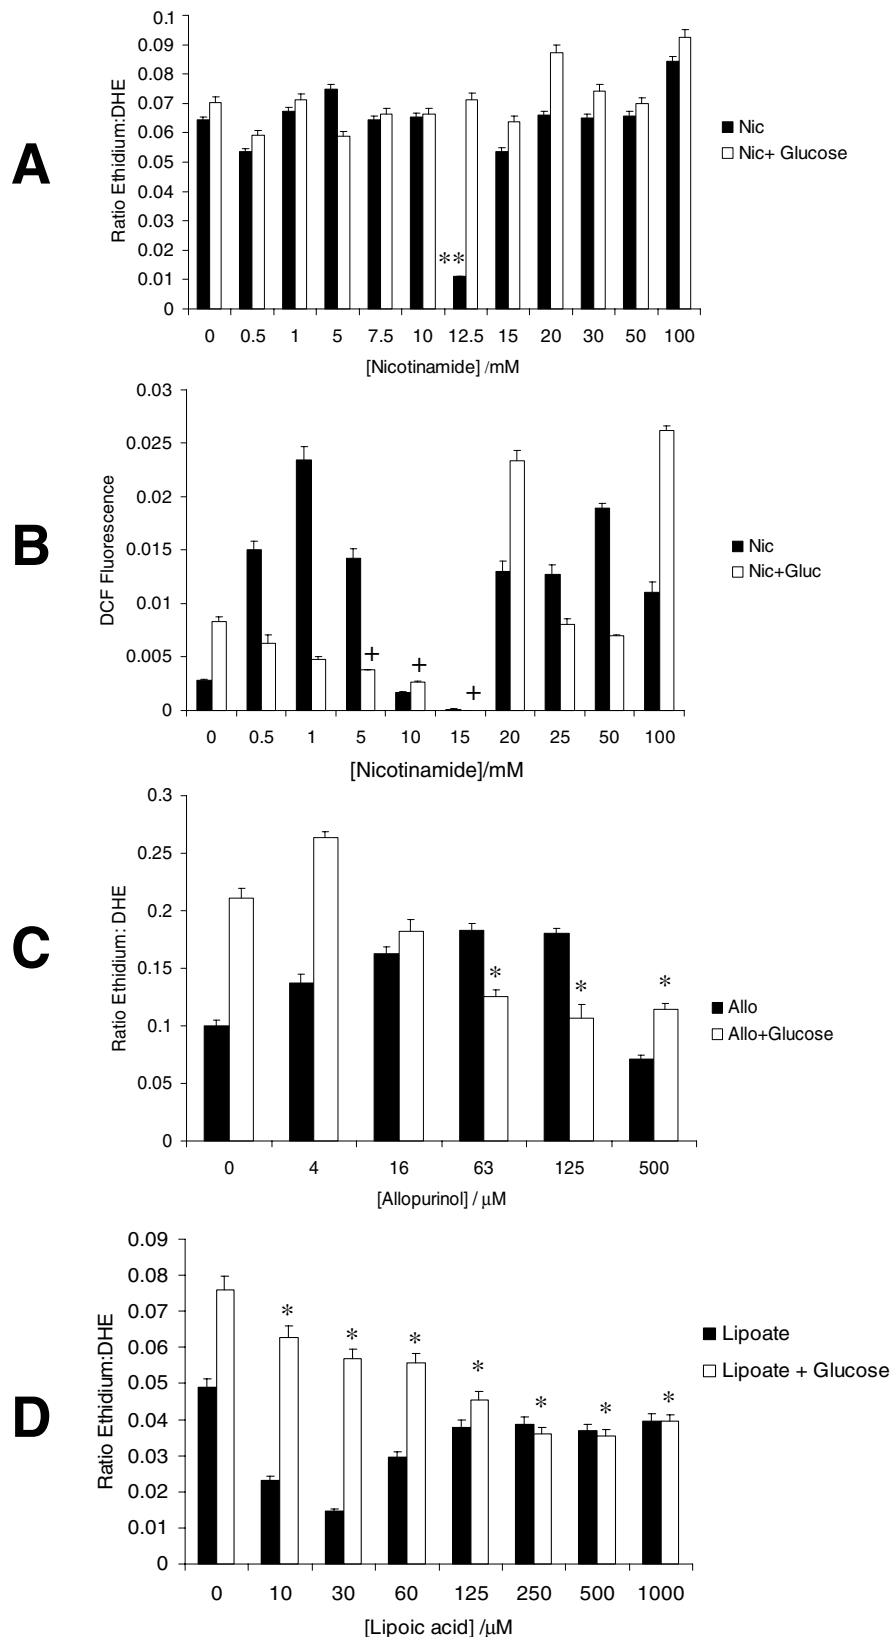 A
Ratio Ethidium:DHE
0.1
0.09
0.08
0.07
0.06
0.05
0.04
0.03
0.02
0.01
0
**
0 0.5 1 5 7.5 10 12.5 15 20 30 50 100
[Nicotinamide] /mM
Nic
Nic+ Glucose
B
DCF Fluorescence
0.03
0.025
0.02
0.015
0.01
0.005
0
+ + +
0 0.5 1 5 10 15 20 25 50 100
[Nicotinamide]/mM
Nic
Nic+Gluc
C
Ratio Ethidium: DHE
0.3
0.25
0.2
0.15
0.1
0.05
0
* * *
0 4 16 63 125 500
[Allopurinol] / μM
Allo
Allo+Glucose
D
Ratio Ethidium:DHE
0.09
0.08
0.07
0.06
0.05
0.04
0.03
0.02
0.01
0
* * * * * * *
0 10 30 60 125 250 500 1000
[Lipoic acid] /μM
Lipoate
Lipoate + Glucose